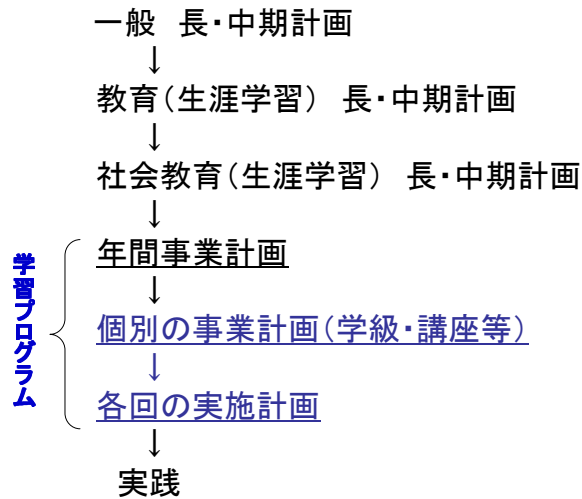 一般 長・中期計画
↓
教育(生涯学習) 長・中期計画
↓
社会教育(生涯学習) 長・中期計画
↓
学習プログラム
年間事業計画
↓
個別の事業計画(学級・講座等)
↓
各回の実施計画
↓
実践